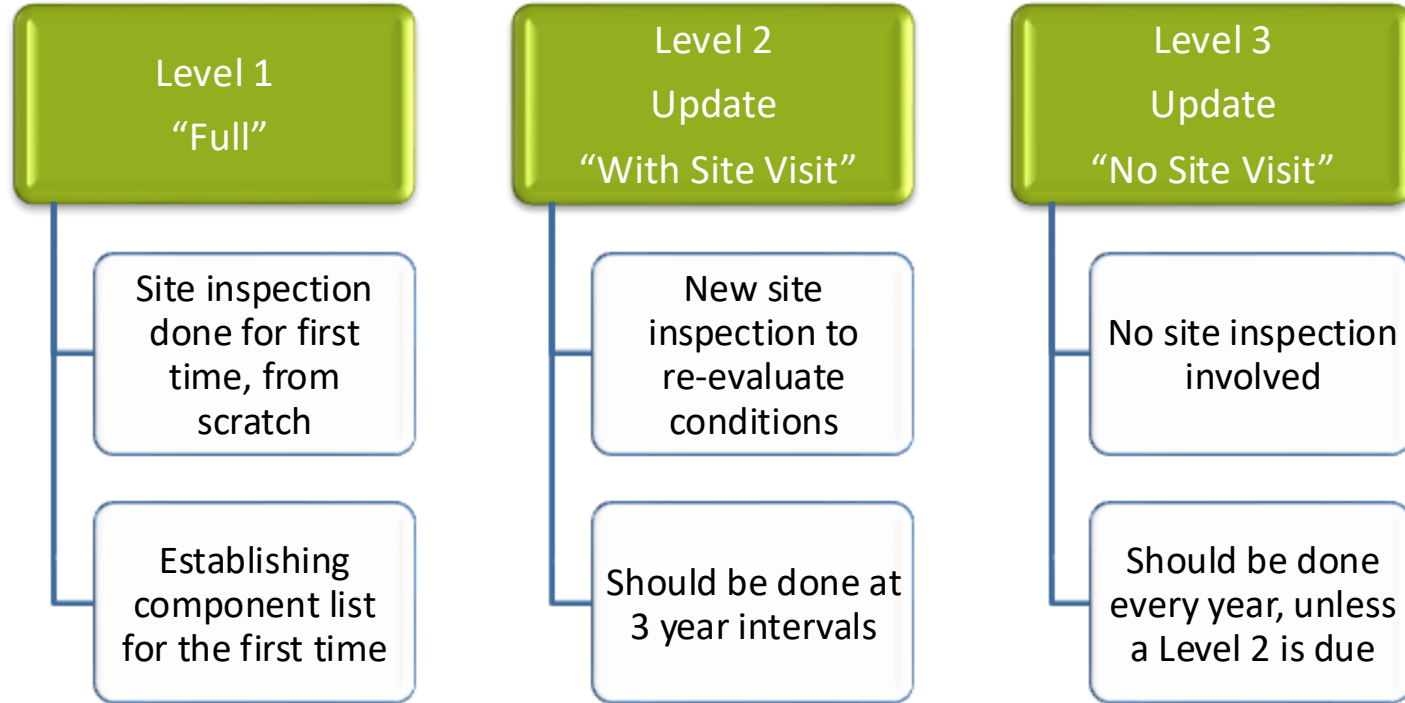 Level 1
“Full”
Site inspection
done for first
time, from
scratch
Establishing
component list
for the first time
Level 2
Update
“With Site Visit”
New site
inspection to
re-evaluate
conditions
Should be done at
3 year intervals
Level 3
Update
“No Site Visit”
No site inspection
involved
Should be done
every year, unless
a Level 2 is due